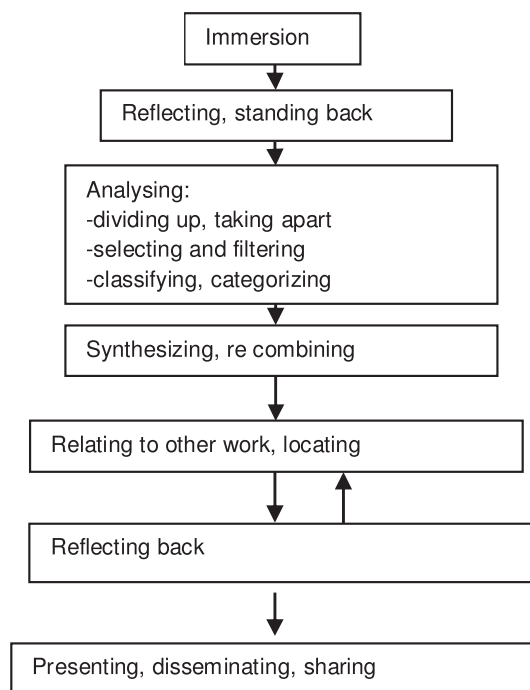 Immersion
Reflecting, standing back
Analysing:
-dividing up, taking apart
-selecting and filtering
-classifying, categorizing
Synthesizing, re combining
Relating to other work, locating
Reflecting back
Presenting, disseminating, sharing